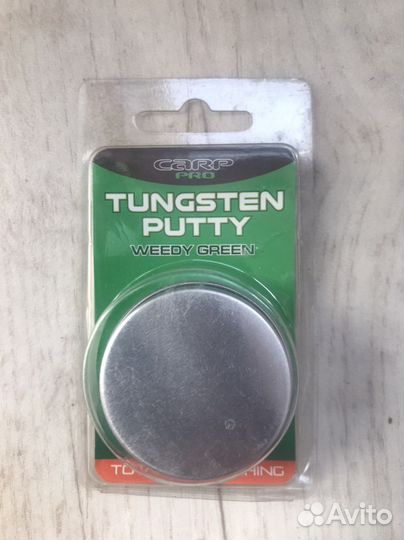 CARP
PRO
TUNGSTEN
PUTTY
WEEDY GREEN
Avito